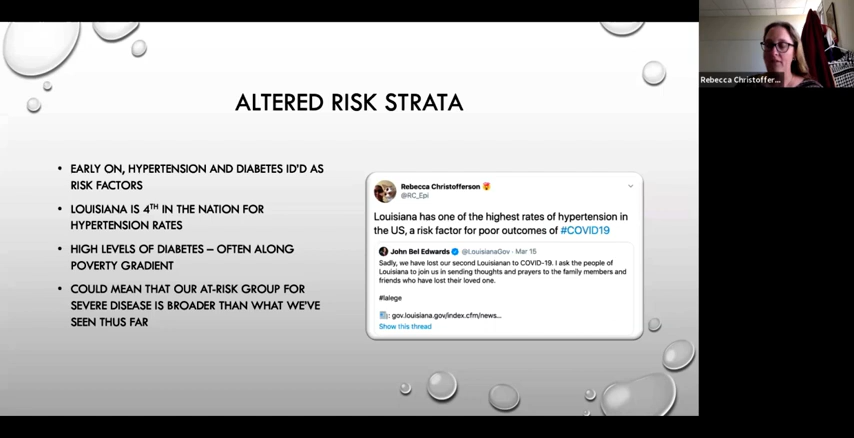 Rebecca Christoffer...
ALTERED RISK STRATA
• EARLY ON, HYPERTENSION AND DIABETES ID'D AS
RISK FACTORS
• LOUISIANA IS 4TH IN THE NATION FOR
HYPERTENSION RATES
• HIGH LEVELS OF DIABETES – OFTEN ALONG
POVERTY GRADIENT
• COULD MEAN THAT OUR AT-RISK GROUP FOR
SEVERE DISEASE IS BROADER THAN WHAT WE'VE
SEEN THUS FAR
Rebecca Christofferson
@RC_Epi
Louisiana has one of the highest rates of hypertension in
the US, a risk factor for poor outcomes of #COVID19
John Bel Edwards @LouisianaGov · Mar 15
Sadly, we have lost our second Louisianan to COVID-19. I ask the people of
Louisiana to join us in sending thoughts and prayers to the family members and
friends who have lost their loved one.
#lalege
: gov.louisiana.gov/index.cfm/news...
Show this thread